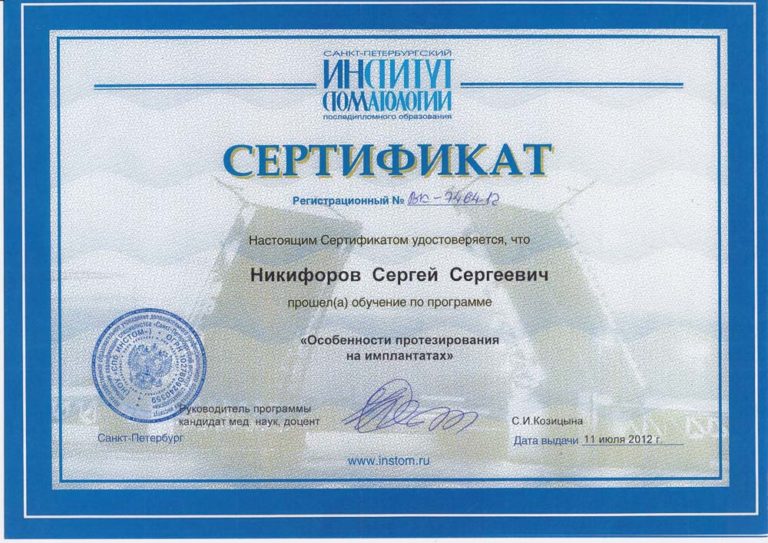 САНКТ-ПЕТЕРБУРГСКИЙ
ИНСТИТУТ
СТОМАТОЛОГИИ
последипломного образования
СЕРТИФИКАТ
Регистрационный № ВК-7464-12
Настоящим Сертификатом удостоверяется, что
Никифоров Сергей Сергеевич
прошел(а) обучение по программе
«Особенности протезирования
на имплантатах»
Руководитель программы
кандидат мед. наук, доцент
С.И.Козицына
Санкт-Петербург
Дата выдачи 11 июля 2012 г.
www.instom.ru